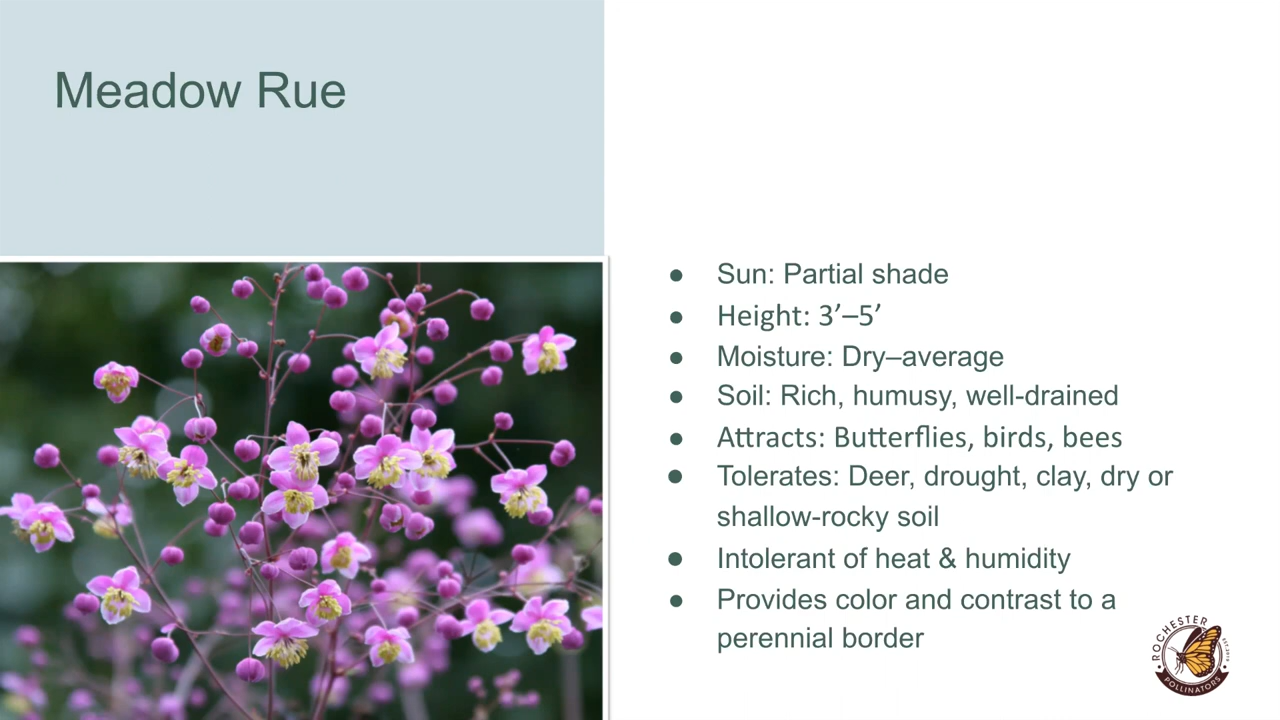 Meadow Rue
● Sun: Partial shade
● Height: 3’–5’
● Moisture: Dry–average
● Soil: Rich, humusy, well-drained
● Attracts: Butterflies, birds, bees
● Tolerates: Deer, drought, clay, dry or
shallow-rocky soil
● Intolerant of heat & humidity
● Provides color and contrast to a
perennial border
ROCHESTER
POLLINATORS